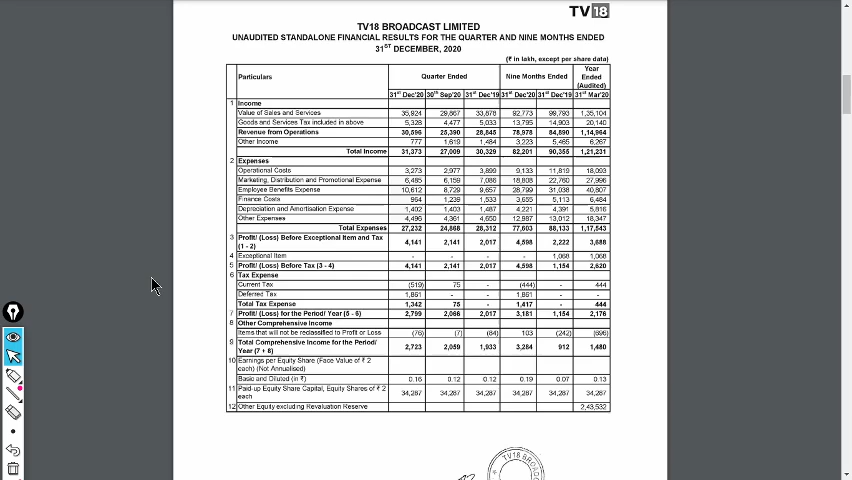 TV18
TV18 BROADCAST LIMITED
UNAUDITED STANDALONE FINANCIAL RESULTS FOR THE QUARTER AND NINE MONTHS ENDED
31ST DECEMBER, 2020
(₹ in lakh, except per share data)
Particulars Quarter Ended Nine Months Ended Year Ended (Audited)
31st Dec'20 30th Sep'20 31st Dec'19 31st Dec'20 31st Dec'19 31st Mar'20
1 Income
Value of Sales and Services 35,924 29,867 33,878 92,773 99,793 1,35,104
Goods and Services Tax included in above 5,328 4,477 5,033 13,795 14,903 20,140
Revenue from Operations 30,596 25,390 28,845 78,978 84,890 1,14,964
Other Income 777 1,619 1,484 3,223 5,465 6,267
Total Income 31,373 27,009 30,329 82,201 90,355 1,21,231
2 Expenses
Operational Costs 3,273 2,977 3,899 9,133 11,819 18,093
Marketing, Distribution and Promotional Expense 6,485 6,159 7,086 18,808 22,760 27,996
Employee Benefits Expense 10,612 8,729 9,657 28,799 31,038 40,807
Finance Costs 964 1,239 1,533 3,655 5,113 6,484
Depreciation and Amortisation Expense 1,402 1,403 1,487 4,221 4,391 5,816
Other Expenses 4,496 4,361 4,650 12,987 13,012 18,347
Total Expenses 27,232 24,868 28,312 77,603 88,133 1,17,543
3 Profit/ (Loss) Before Exceptional Item and Tax (1 - 2) 4,141 2,141 2,017 4,598 2,222 3,688
4 Exceptional Item - - - - 1,068 1,068
5 Profit/ (Loss) Before Tax (3 - 4) 4,141 2,141 2,017 4,598 1,154 2,620
6 Tax Expense
Current Tax (519) 75 - (444) - 444
Deferred Tax 1,861 - - 1,861 - -
Total Tax Expense 1,342 75 - 1,417 - 444
7 Profit/ (Loss) for the Period/ Year (5 - 6) 2,799 2,066 2,017 3,181 1,154 2,176
8 Other Comprehensive Income
Items that will not be reclassified to Profit or Loss (76) (7) (84) 103 (242) (696)
9 Total Comprehensive Income for the Period/ Year (7 + 8) 2,723 2,059 1,933 3,284 912 1,480
10 Earnings per Equity Share (Face Value of ₹ 2 each) (Not Annualised)
Basic and Diluted (in ₹) 0.16 0.12 0.12 0.19 0.07 0.13
11 Paid-up Equity Share Capital, Equity Shares of ₹ 2 each 34,287 34,287 34,287 34,287 34,287 34,287
12 Other Equity excluding Revaluation Reserve 2,43,532